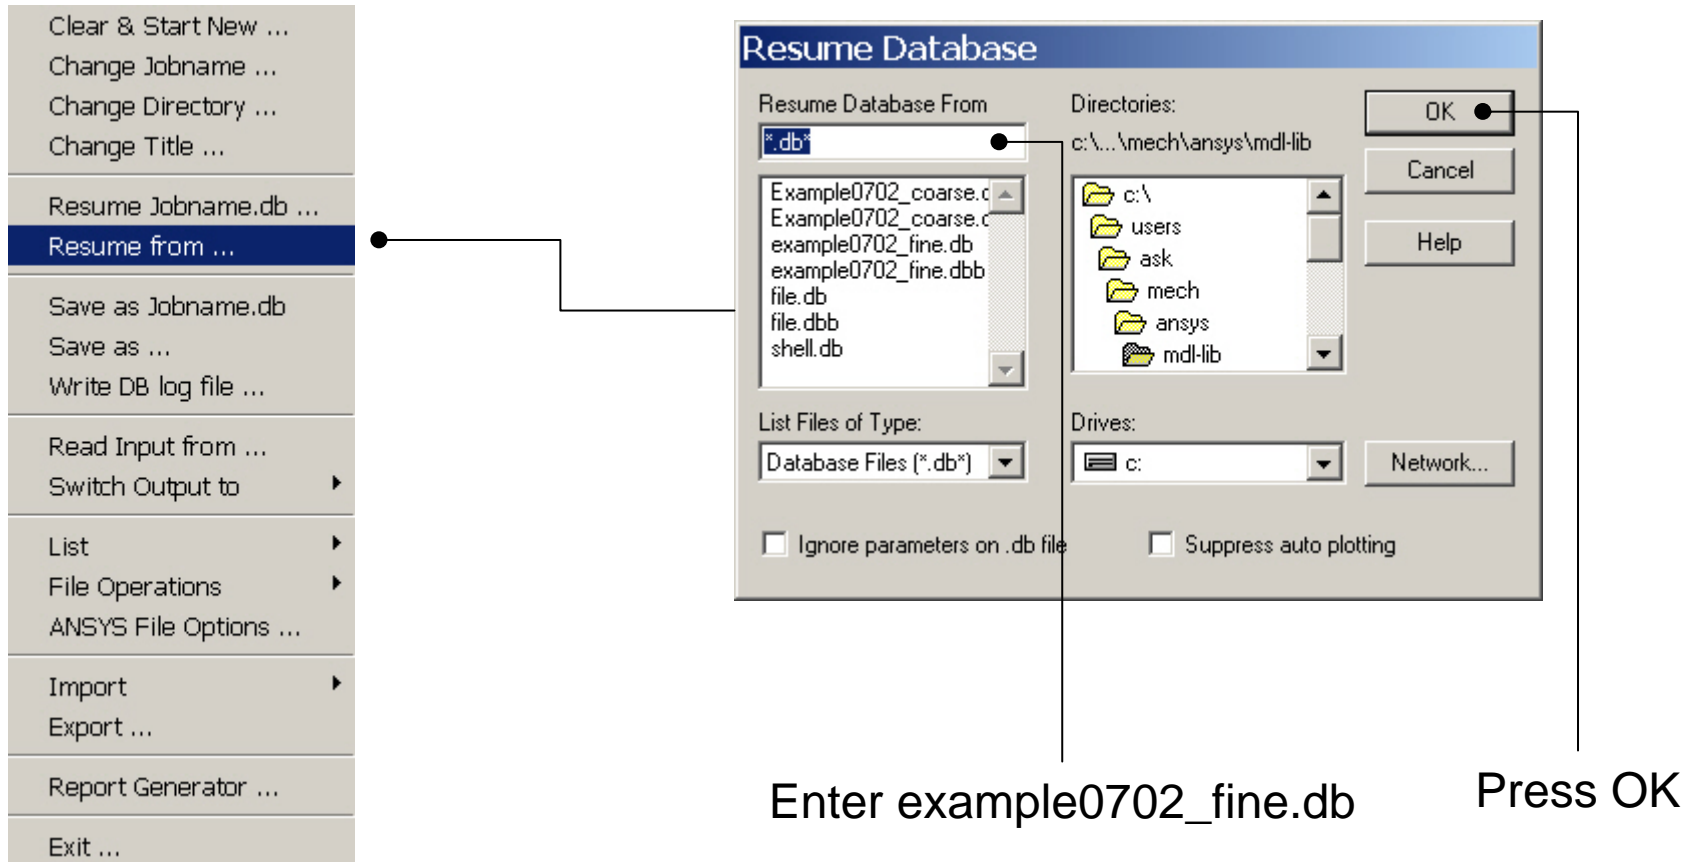 Clear & Start New ...
Change Jobname ...
Change Directory ...
Change Title ...
Resume Jobname.db ...
Resume from ...
Save as Jobname.db
Save as ...
Write DB log file ...
Read Input from ...
Switch Output to
List
File Operations
ANSYS File Options ...
Import
Export ...
Report Generator ...
Exit ...
Resume Database
Resume Database From
*.db*
Example0702_coarse.c
Example0702_coarse.c
example0702_fine.db
example0702_fine.dbb
file.db
file.dbb
shell.db
List Files of Type:
Database Files (*.db*)
Directories:
c:\...\mech\ansys\mdl-lib
c:\
users
ask
mech
ansys
mdl-lib
Drives:
c:
OK
Cancel
Help
Network...
Ignore parameters on .db file
Suppress auto plotting
Enter example0702_fine.db
Press OK